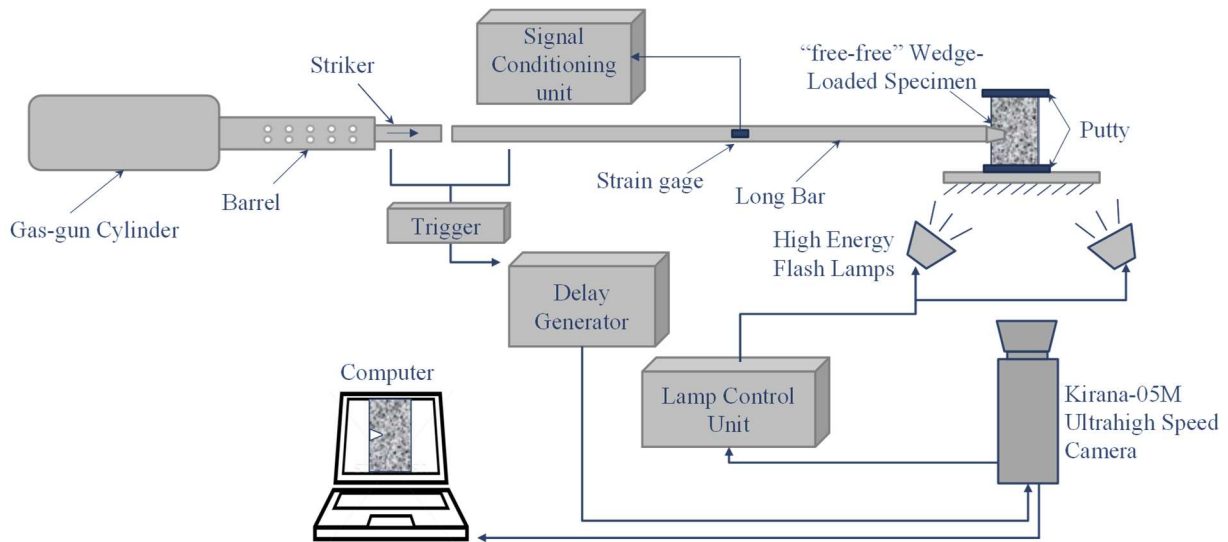 Signal
Conditioning
unit
“free-free” Wedge-
Loaded Specimen
Striker
Putty
Strain gage
Long Bar
Barrel
Gas-gun Cylinder
Trigger
High Energy
Flash Lamps
Delay
Generator
Computer
Lamp Control
Unit
Kirana-05M
Ultrahigh Speed
Camera